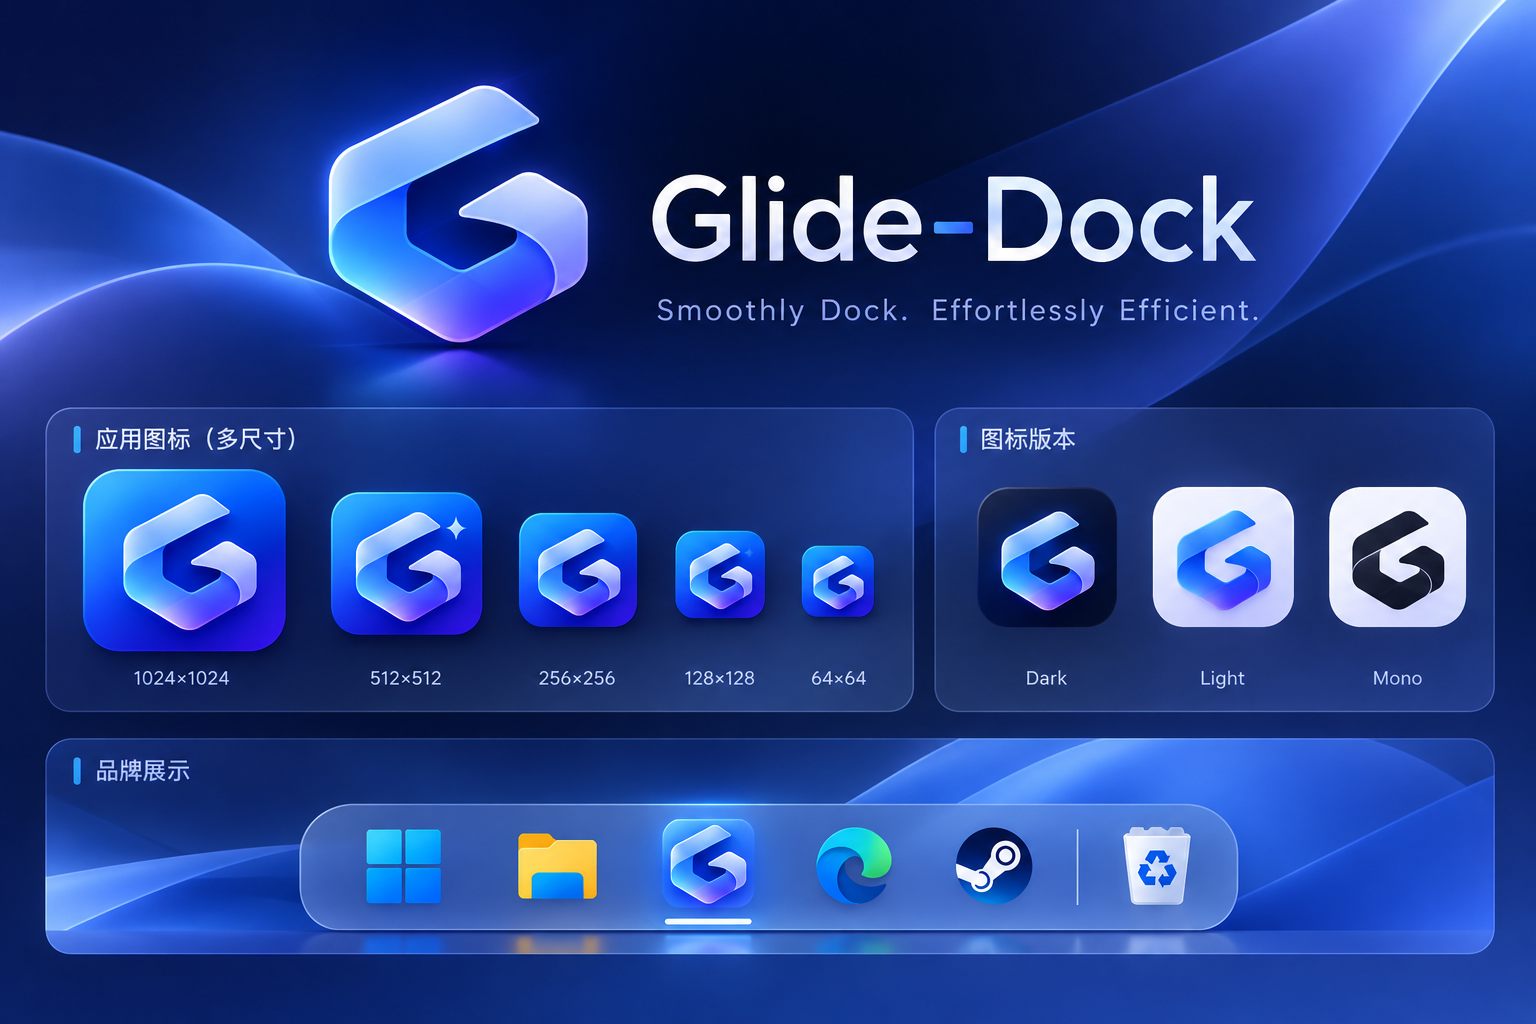 Glide-Dock
Smoothly Dock. Effortlessly Efficient.
应用图标（多尺寸）
1024×1024
512×512
256×256
128×128
64×64
图标版本
Dark
Light
Mono
品牌展示